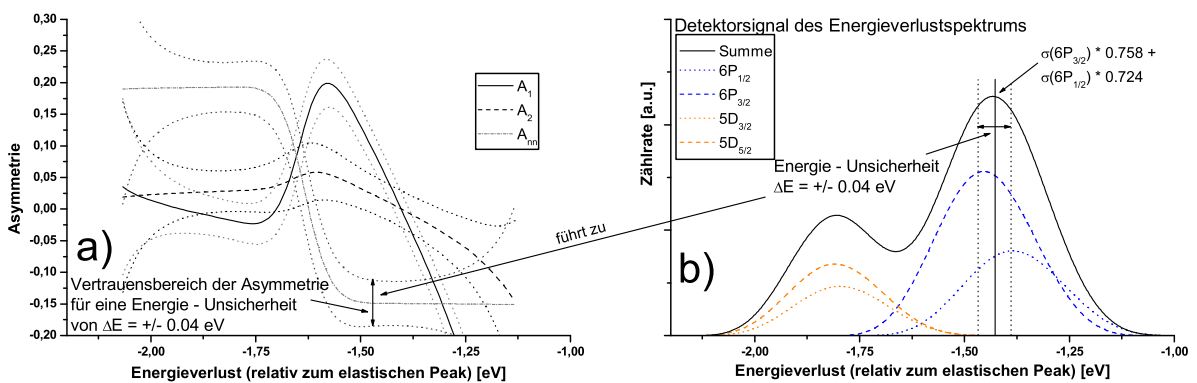 0,30
0,25
0,20
0,15
0,10
0,05
0,00
-0,05
-0,10
-0,15
-0,20
Asymmetrie
A1
A2
Ann
a)
Vertrauensbereich der Asymmetrie
für eine Energie - Unsicherheit
von ΔE = +/- 0.04 eV
-2,00
-1,75
-1,50
-1,25
-1,00
Energieverlust (relativ zum elastischen Peak) [eV]
führt zu
Detektorsignal des Energieverlustspektrums
Summe
6P1/2
6P3/2
5D3/2
5D5/2
σ(6P3/2) * 0.758 +
σ(6P1/2) * 0.724
Energie - Unsicherheit
ΔE = +/- 0.04 eV
Zählrate [a.u.]
b)
-2,00
-1,75
-1,50
-1,25
-1,00
Energieverlust (relativ zum elastischen Peak) [eV]